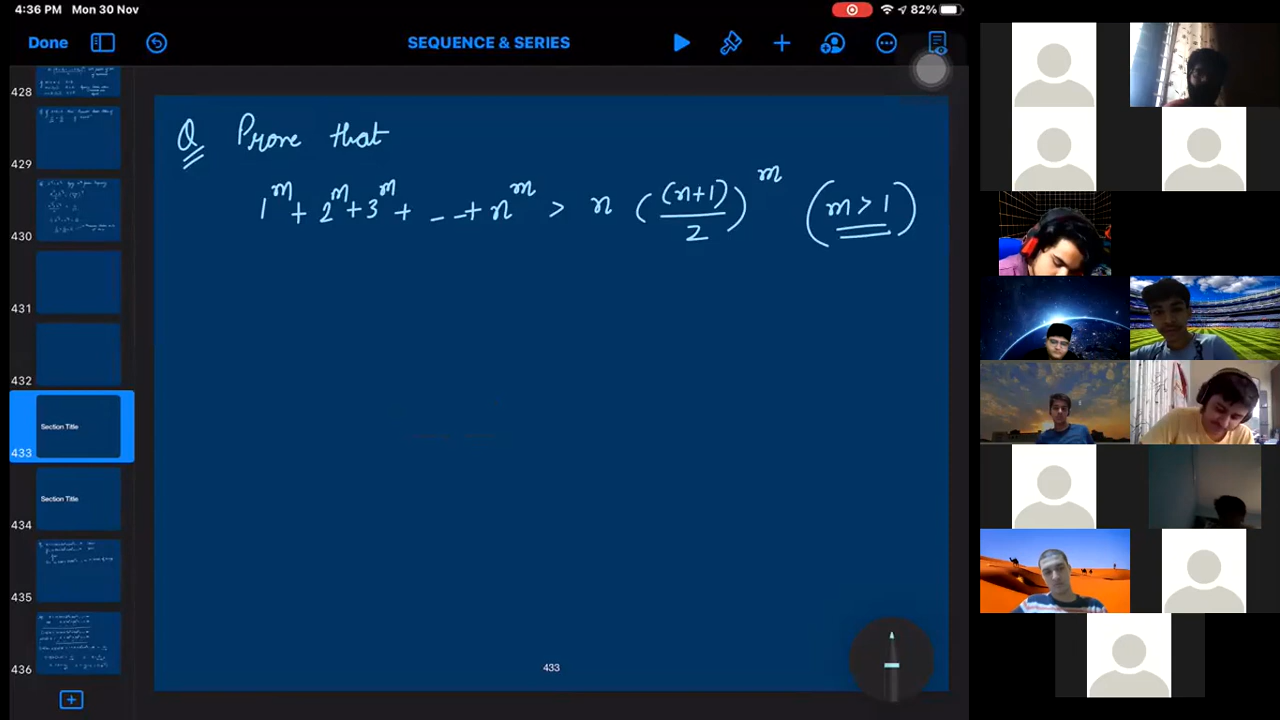 4:36 PM Mon 30 Nov
82%
Done
SEQUENCE & SERIES
428
429
430
431
432
Section Title
433
Section Title
434
435
436
Q Prove that
1^m + 2^m + 3^m + - - + n^m > n ((n+1)/2)^m (m > 1)
433